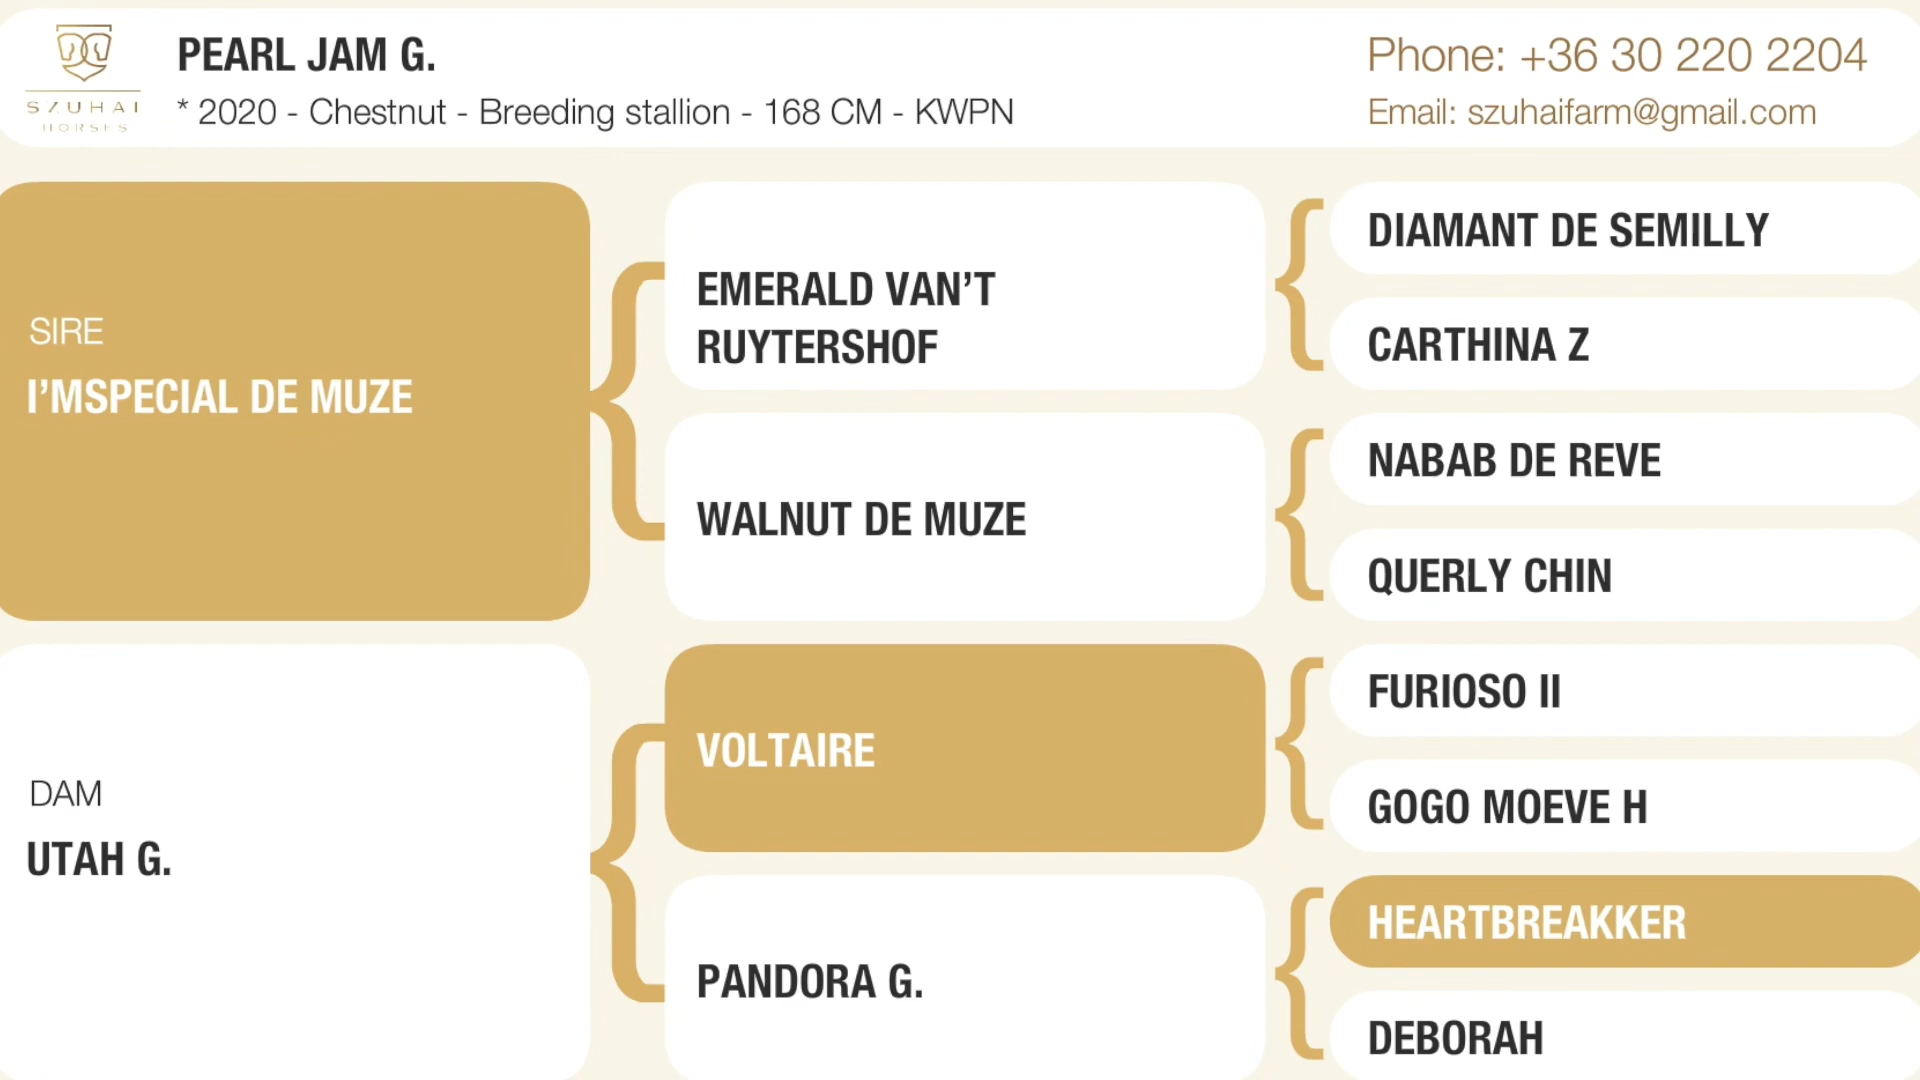 SZUHAI
HORSES
PEARL JAM G.
* 2020 - Chestnut - Breeding stallion - 168 CM - KWPN
Phone: +36 30 220 2204
Email: szuhaifarm@gmail.com
SIRE
I’MSPECIAL DE MUZE
EMERALD VAN’T
RUYTERSHOF
WALNUT DE MUZE
DIAMANT DE SEMILLY
CARTHINA Z
NABAB DE REVE
QUERLY CHIN
DAM
UTAH G.
VOLTAIRE
PANDORA G.
FURIOSO II
GOGO MOEVE H
HEARTBREAKKER
DEBORAH